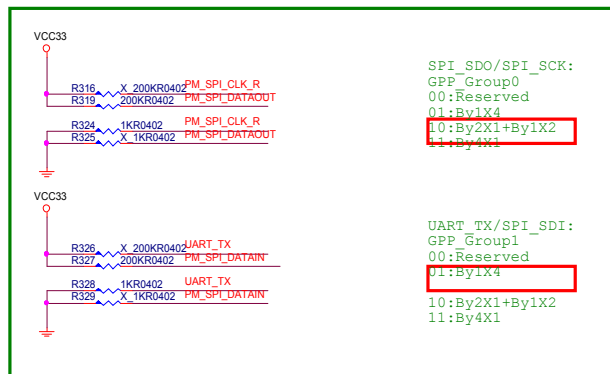 VCC33
R316 X_200KR0402 PM_SPI_CLK_R
R319 200KR0402 PM_SPI_DATAOUT
R324 1KR0402 PM_SPI_CLK_R
R325 X_1KR0402 PM_SPI_DATAOUT
SPI_SDO/SPI_SCK:
GPP_Group0
00:Reserved
01:By1X4
10:By2X1+By1X2
11:By4X1
VCC33
R326 X_200KR0402 UART_TX
R327 200KR0402 PM_SPI_DATAIN
R328 1KR0402 UART_TX
R329 X_1KR0402 PM_SPI_DATAIN
UART_TX/SPI_SDI:
GPP_Group1
00:Reserved
01:By1X4
10:By2X1+By1X2
11:By4X1